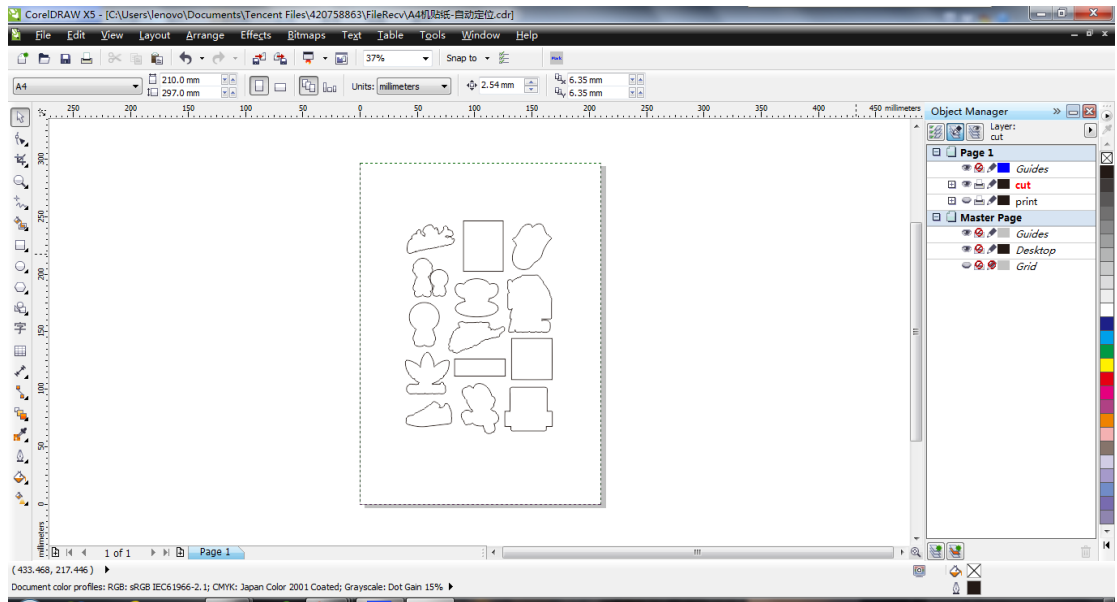 CorelDRAW X5 - [C:\Users\lenovo\Documents\Tencent Files\420758863\FileRecv\A4机贴纸-自动定位.cdr]
File Edit View Layout Arrange Effects Bitmaps Text Table Tools Window Help
37% Snap to
A4 210.0 mm 297.0 mm Units: millimeters 2.54 mm 6.35 mm 6.35 mm
250 200 150 100 50 0 50 100 150 200 250 300 350 400 450 millimeters
Object Manager
Layer:
cut
Page 1
Guides
cut
print
Master Page
Guides
Desktop
Grid
300
250
200
150
100
50
0
millimeters
字
1 of 1 Page 1
( 433.468, 217.446 )
Document color profiles: RGB: sRGB IEC61966-2.1; CMYK: Japan Color 2001 Coated; Grayscale: Dot Gain 15%